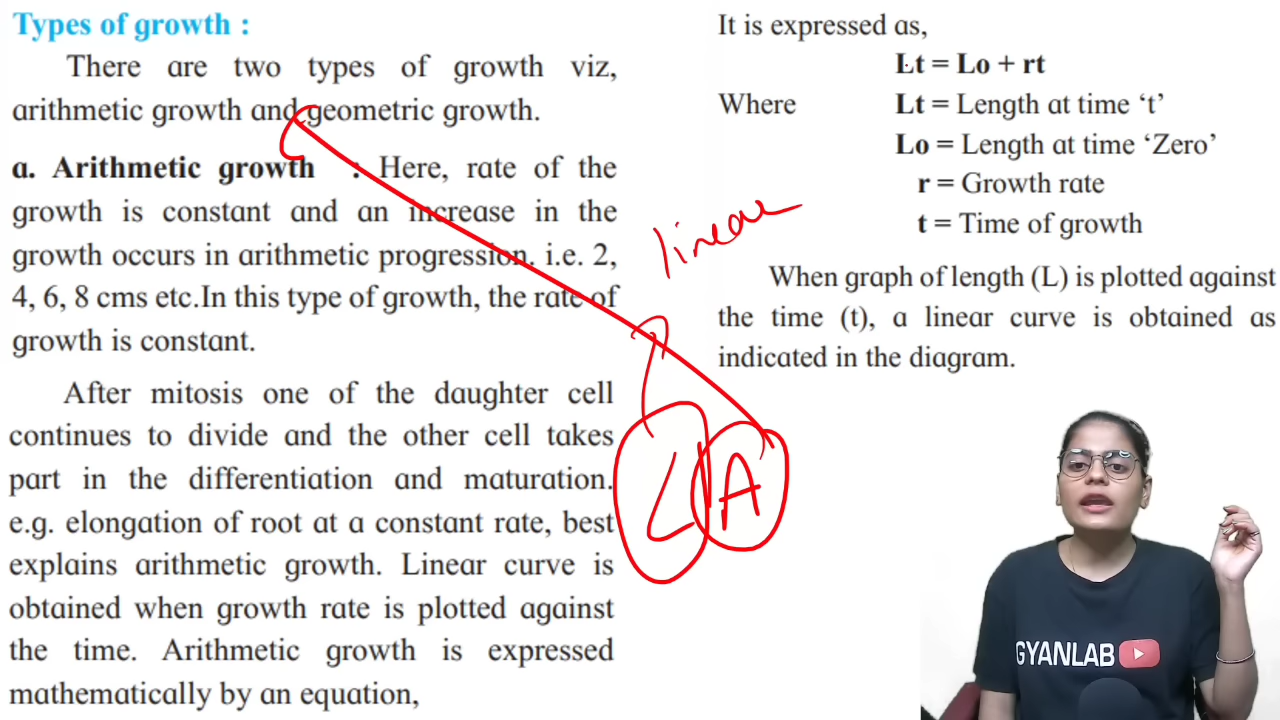 Types of growth :
There are two types of growth viz,
arithmetic growth and geometric growth.
a. Arithmetic growth : Here, rate of the
growth is constant and an increase in the
growth occurs in arithmetic progression. i.e. 2,
4, 6, 8 cms etc.In this type of growth, the rate of
growth is constant.
After mitosis one of the daughter cell
continues to divide and the other cell takes
part in the differentiation and maturation.
e.g. elongation of root at a constant rate, best
explains arithmetic growth. Linear curve is
obtained when growth rate is plotted against
the time. Arithmetic growth is expressed
mathematically by an equation,
linear
L A
It is expressed as,
Lt = Lo + rt
Where Lt = Length at time ‘t’
Lo = Length at time ‘Zero’
r = Growth rate
t = Time of growth
When graph of length (L) is plotted against
the time (t), a linear curve is obtained as
indicated in the diagram.
GYANLAB